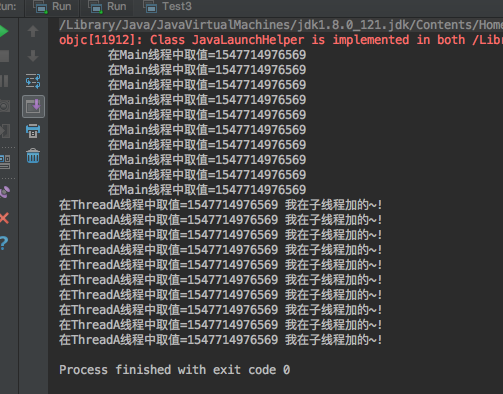 Run: Run Run Test3
/Library/Java/JavaVirtualMachines/jdk1.8.0_121.jdk/Contents/Home
objc[11912]: Class JavaLaunchHelper is implemented in both /Libr
在Main线程中取值=1547714976569
在Main线程中取值=1547714976569
在Main线程中取值=1547714976569
在Main线程中取值=1547714976569
在Main线程中取值=1547714976569
在Main线程中取值=1547714976569
在Main线程中取值=1547714976569
在Main线程中取值=1547714976569
在Main线程中取值=1547714976569
在Main线程中取值=1547714976569
在ThreadA线程中取值=1547714976569 我在子线程加的~!
在ThreadA线程中取值=1547714976569 我在子线程加的~!
在ThreadA线程中取值=1547714976569 我在子线程加的~!
在ThreadA线程中取值=1547714976569 我在子线程加的~!
在ThreadA线程中取值=1547714976569 我在子线程加的~!
在ThreadA线程中取值=1547714976569 我在子线程加的~!
在ThreadA线程中取值=1547714976569 我在子线程加的~!
在ThreadA线程中取值=1547714976569 我在子线程加的~!
在ThreadA线程中取值=1547714976569 我在子线程加的~!
在ThreadA线程中取值=1547714976569 我在子线程加的~!
Process finished with exit code 0